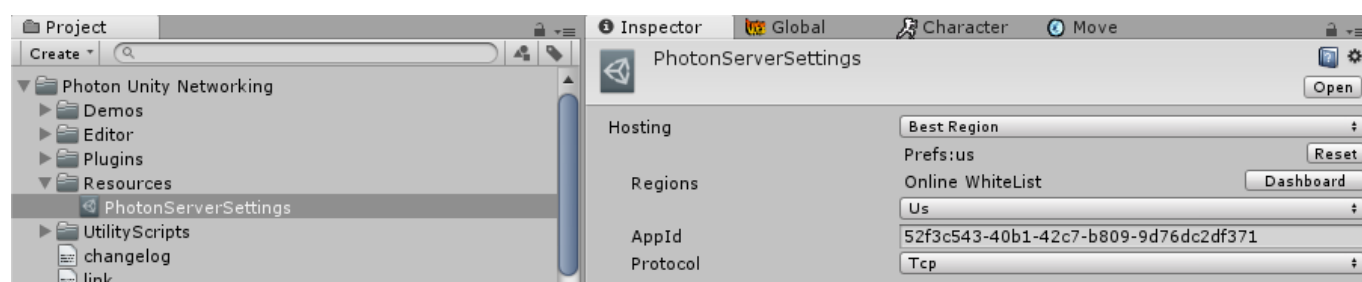 Project
Create
Photon Unity Networking
Demos
Editor
Plugins
Resources
PhotonServerSettings
UtilityScripts
changelog
link
Inspector Global Character Move
PhotonServerSettings
Open
Hosting Best Region
Prefs:us Reset
Regions Online WhiteList Dashboard
Us
AppId 52f3c543-40b1-42c7-b809-9d76dc2df371
Protocol Tcp